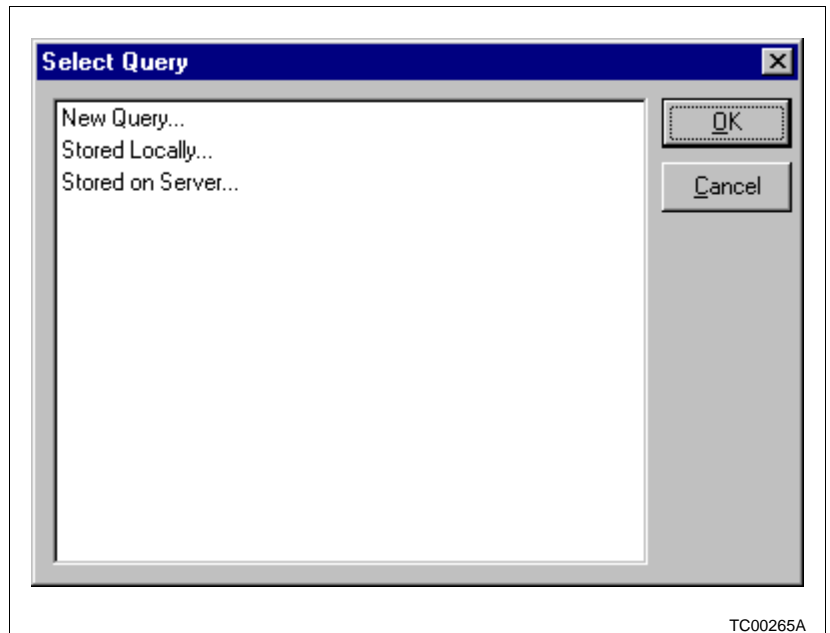 Select Query
New Query...
Stored Locally...
Stored on Server...
OK
Cancel
TC00265A